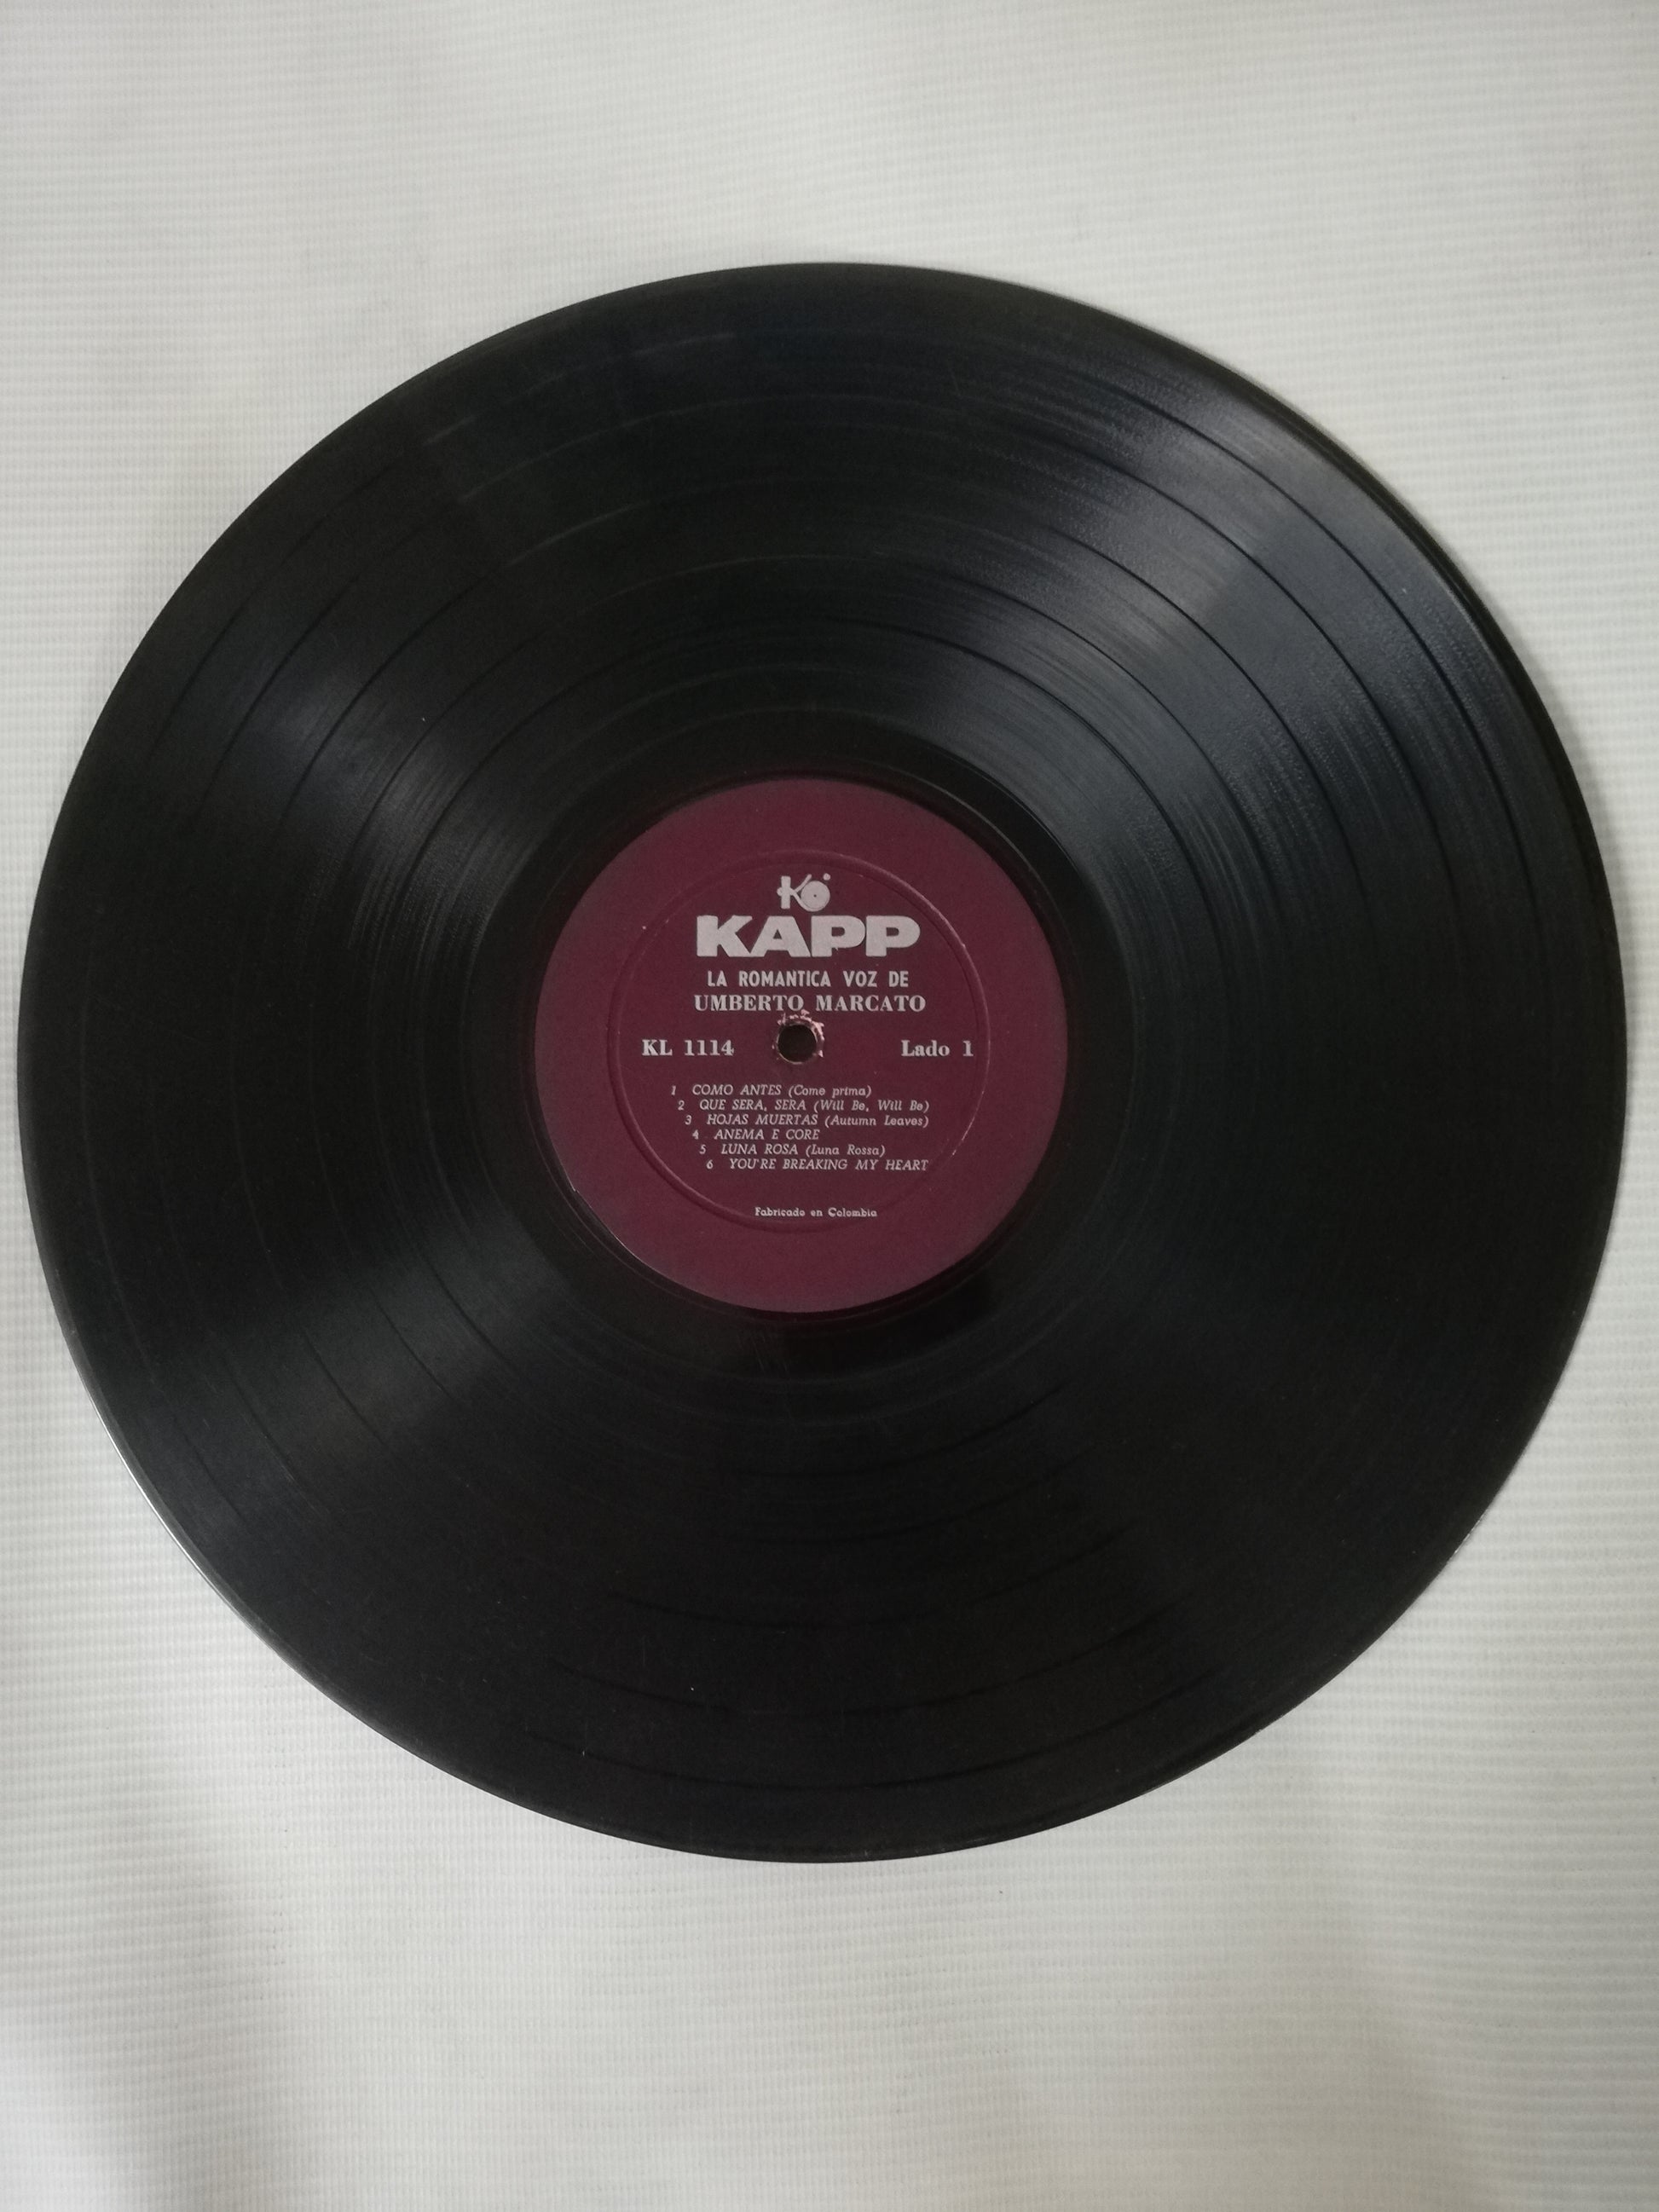 K
KAPP
LA ROMANTICA VOZ DE
UMBERTO MARCATO
KL 1114 Lado 1
1 COMO ANTES (Come prima)
2 QUE SERA, SERA (Will Be, Will Be)
3 HOJAS MUERTAS (Autumn Leaves)
4 ANEMA E CORE
5 LUNA ROSA (Luna Rossa)
6 YOU'RE BREAKING MY HEART
Fabricado en Colombia